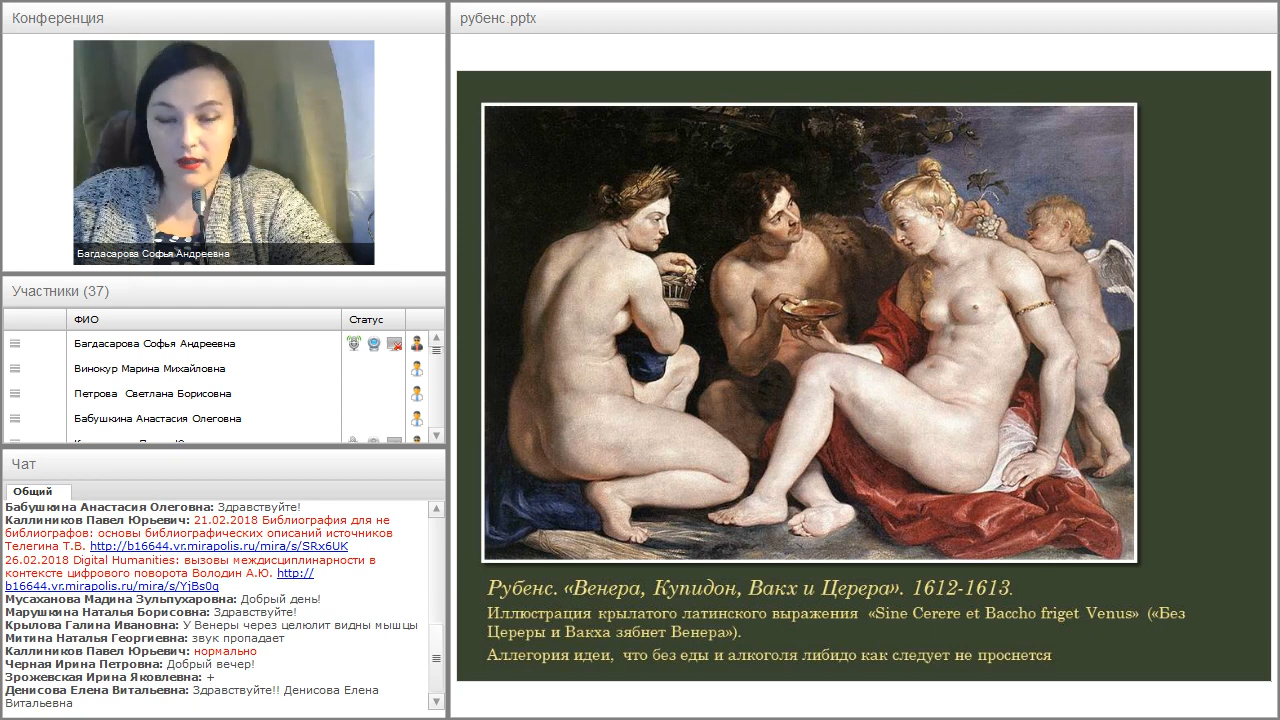 Конференция
Багдасарова Софья Андреевна
Участники (37)
ФИО
Статус
Багдасарова Софья Андреевна
Винокур Марина Михайловна
Петрова Светлана Борисовна
Бабушкина Анастасия Олеговна
Чат
Общий
Бабушкина Анастасия Олеговна: Здравствуйте!
Каллиников Павел Юрьевич: 21.02.2018 Библиография для не
библиографов: основы библиографических описаний источников
Телегина Т.В. http://b16644.vr.mirapolis.ru/mira/s/SRx6UK
26.02.2018 Digital Humanities: вызовы междисциплинарности в
контексте цифрового поворота Володин А.Ю. http://
b16644.vr.mirapolis.ru/mira/s/YjBs0q
Мусаханова Мадина Зульпухаровна: Добрый день!
Марушкина Наталья Борисовна: Здравствуйте!
Крылова Галина Ивановна: У Венеры через целюлит видны мышцы
Митина Наталья Георгиевна: звук пропадает
Каллиников Павел Юрьевич: нормально
Черная Ирина Петровна: Добрый вечер!
Зрожевская Ирина Яковлевна: +
Денисова Елена Витальевна: Здравствуйте!! Денисова Елена
Витальевна
рубенс.pptx
Рубенс. «Венера, Купидон, Вакх и Церера». 1612-1613.
Иллюстрация крылатого латинского выражения «Sine Cerere et Baccho friget Venus» («Без
Цереры и Вакха зябнет Венера»).
Аллегория идеи, что без еды и алкоголя либидо как следует не проснется